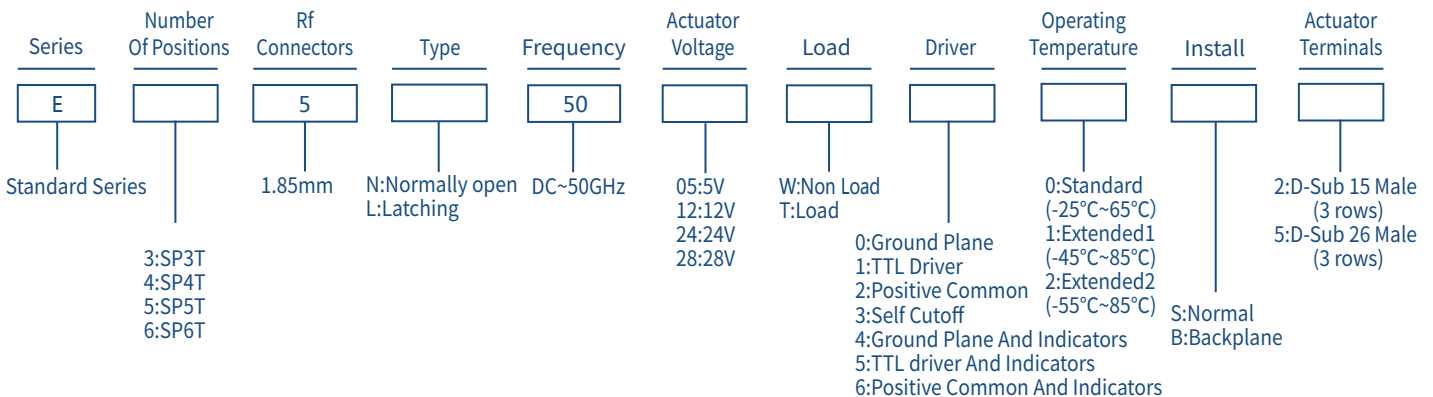 Series
Number
Of Positions
Rf
Connectors
Type
Frequency
Actuator
Voltage
Load
Driver
Operating
Temperature
Install
Actuator
Terminals
E
5
50
Standard Series
3:SP3T
4:SP4T
5:SP5T
6:SP6T
1.85mm
N:Normally open
L:Latching
DC~50GHz
05:5V
12:12V
24:24V
28:28V
W:Non Load
T:Load
0:Ground Plane
1:TTL Driver
2:Positive Common
3:Self Cutoff
4:Ground Plane And Indicators
5:TTL driver And Indicators
6:Positive Common And Indicators
0:Standard
(-25°C~65°C)
1:Extended1
(-45°C~85°C)
2:Extended2
(-55°C~85°C)
S:Normal
B:Backplane
2:D-Sub 15 Male
(3 rows)
5:D-Sub 26 Male
(3 rows)